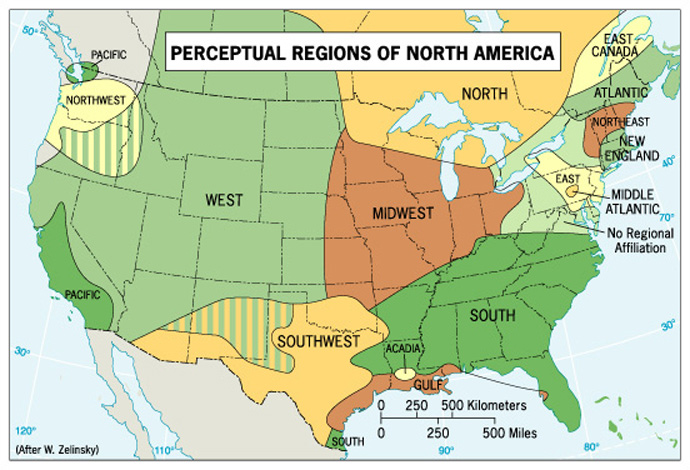 50°
PACIFIC
PERCEPTUAL REGIONS OF NORTH AMERICA
EAST
CANADA
NORTHWEST
NORTH
ATLANTIC
NORTHEAST
NEW
ENGLAND
40°
EAST
WEST
MIDWEST
MIDDLE
ATLANTIC
70°
No Regional
Affiliation
PACIFIC
SOUTH
30°
SOUTHWEST
ACADIA
30°
GULF
0 250 500 Kilometers
0 250 500 Miles
120°
(After W. Zelinsky)
110°
SOUTH
90°
80°